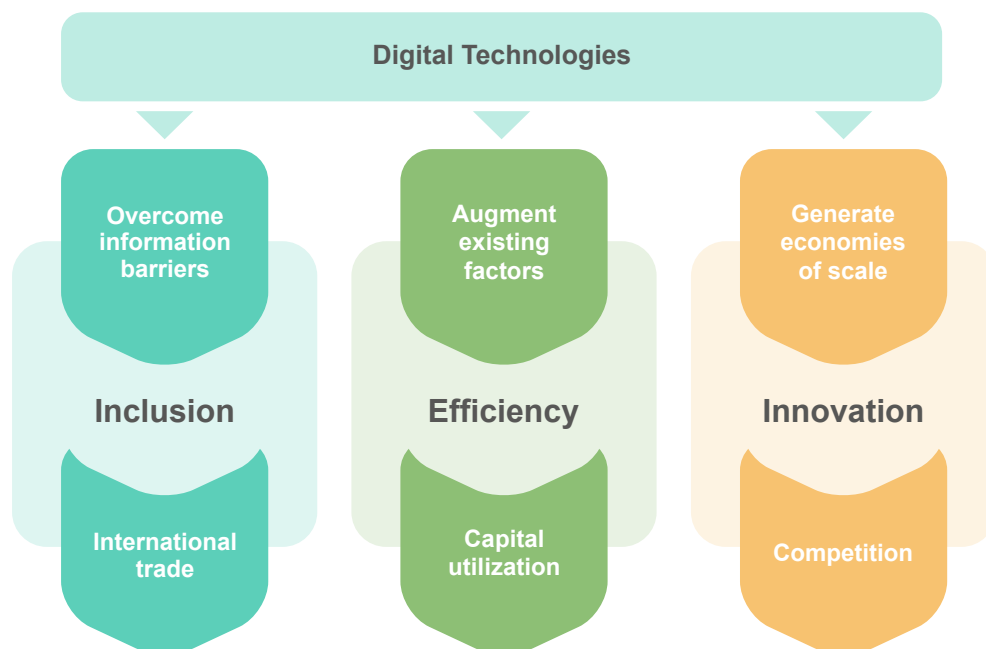 Digital Technologies
Overcome
information
barriers
Augment
existing
factors
Generate
economies
of scale
Inclusion
Efficiency
Innovation
International
trade
Capital
utilization
Competition